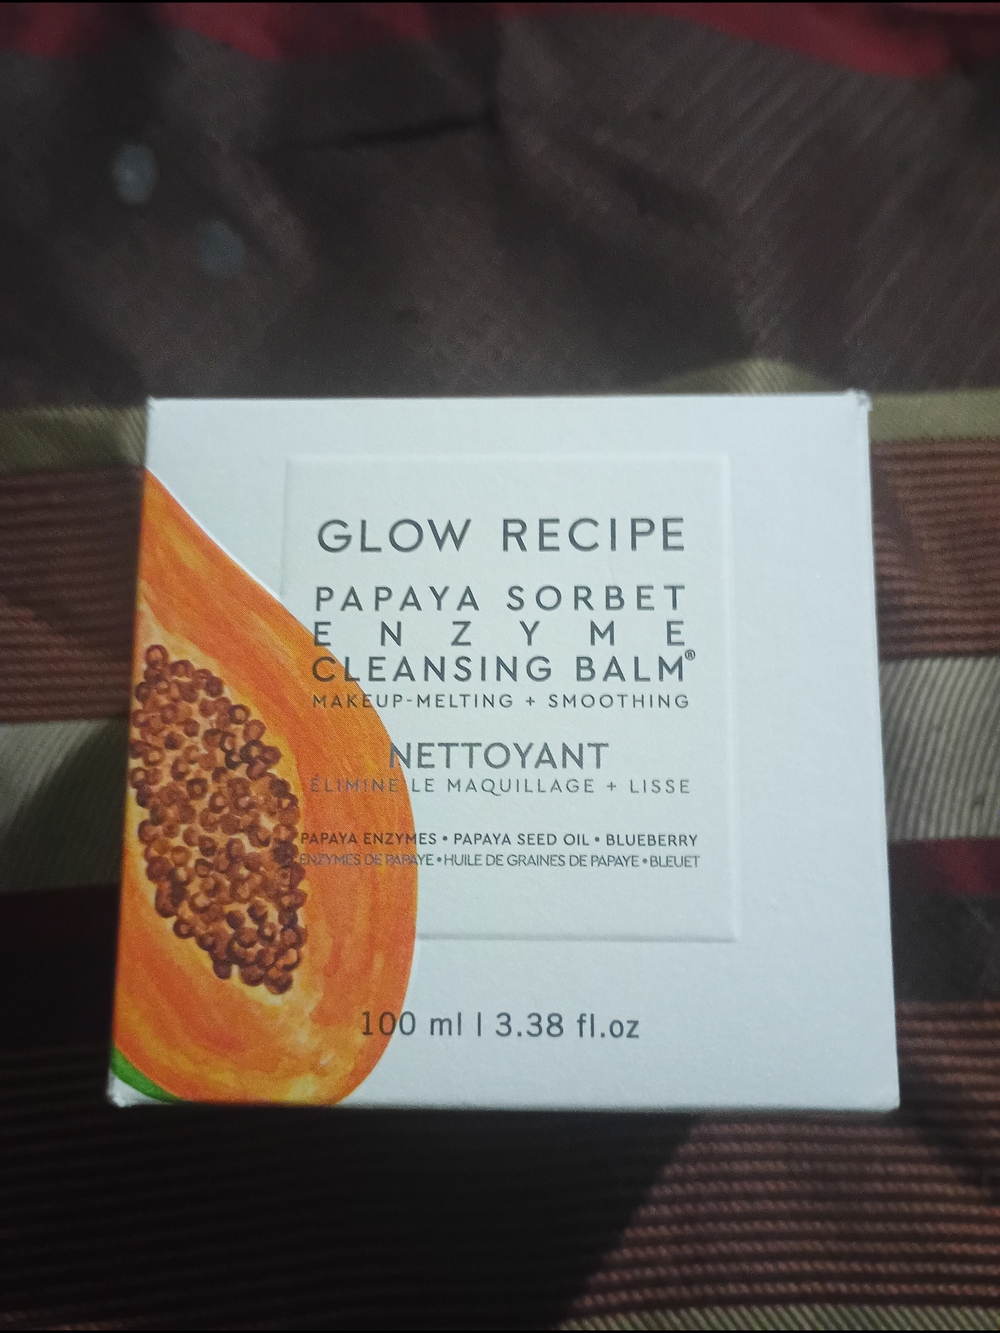 GLOW RECIPE
PAPAYA SORBET
ENZYME
CLEANSING BALM®
MAKEUP-MELTING + SMOOTHING
NETTOYANT
ÉLIMINE LE MAQUILLAGE + LISSE
PAPAYA ENZYMES • PAPAYA SEED OIL • BLUEBERRY
ENZYMES DE PAPAYE • HUILE DE GRAINES DE PAPAYE • BLEUET
100 ml | 3.38 fl.oz